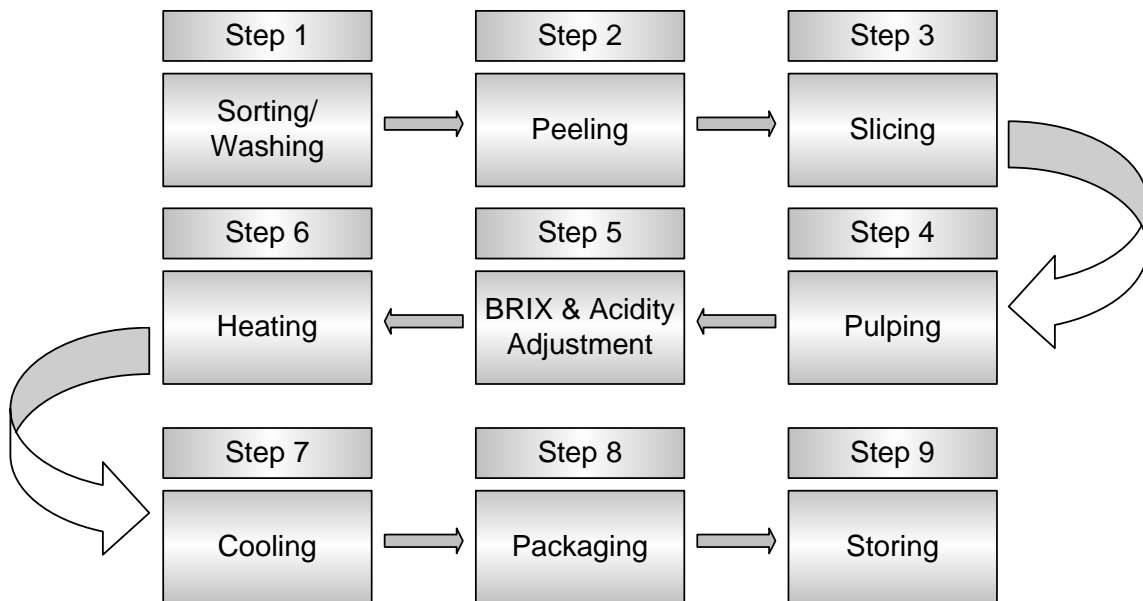 Step 1
Sorting/
Washing
Step 2
Peeling
Step 3
Slicing
Step 4
Pulping
Step 5
BRIX & Acidity
Adjustment
Step 6
Heating
Step 7
Cooling
Step 8
Packaging
Step 9
Storing